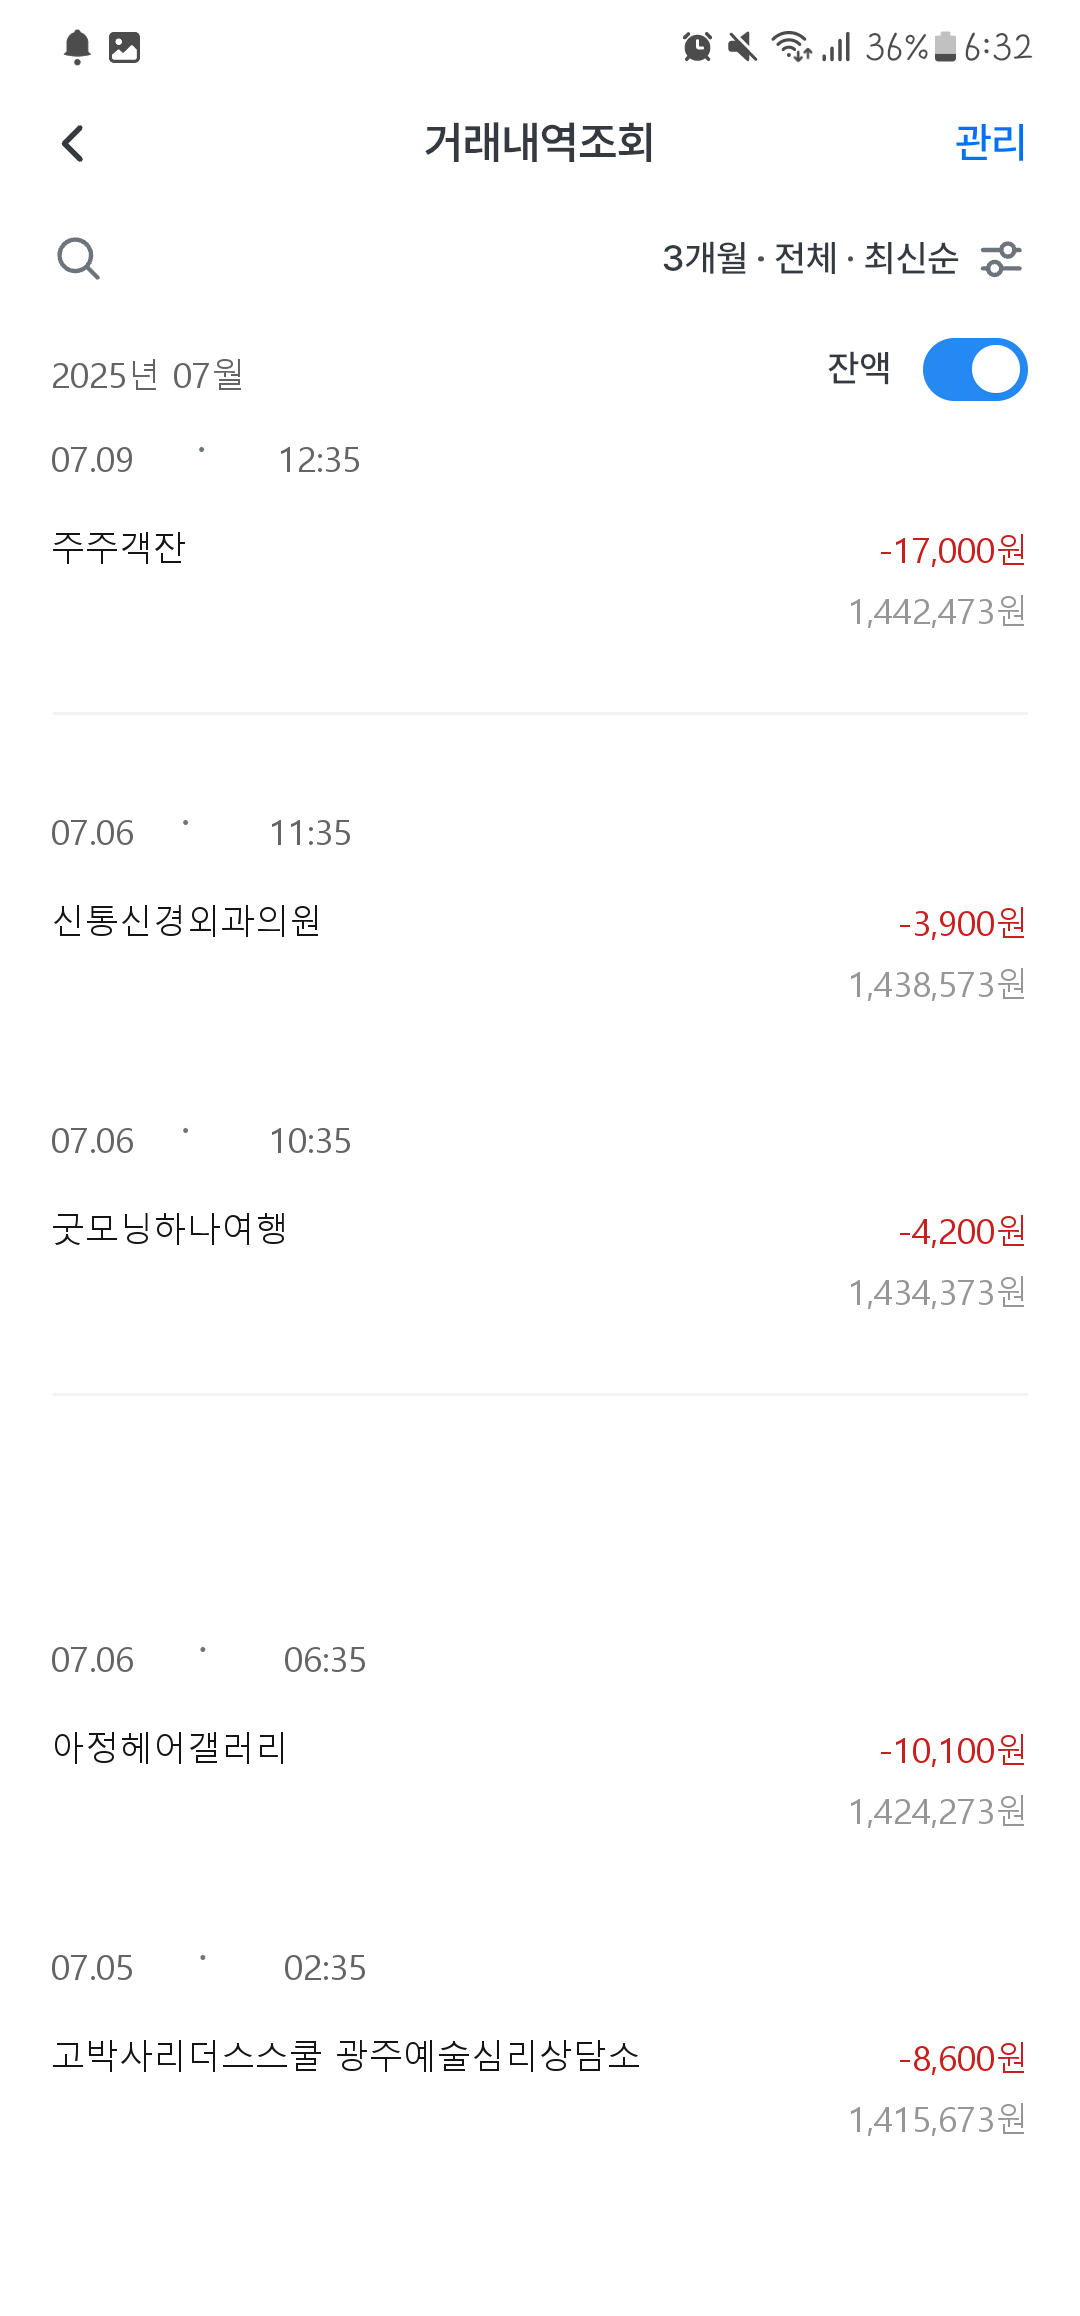 36% 6:32
거래내역조회 관리
3개월 · 전체 · 최신순
2025년 07월 잔액
07.09 · 12:35
주주객잔 -17,000원
1,442,473원
07.06 · 11:35
신통신경외과의원 -3,900원
1,438,573원
07.06 · 10:35
굿모닝하나여행 -4,200원
1,434,373원
07.06 · 06:35
아정헤어갤러리 -10,100원
1,424,273원
07.05 · 02:35
고박사리더스스쿨 광주예술심리상담소 -8,600원
1,415,673원